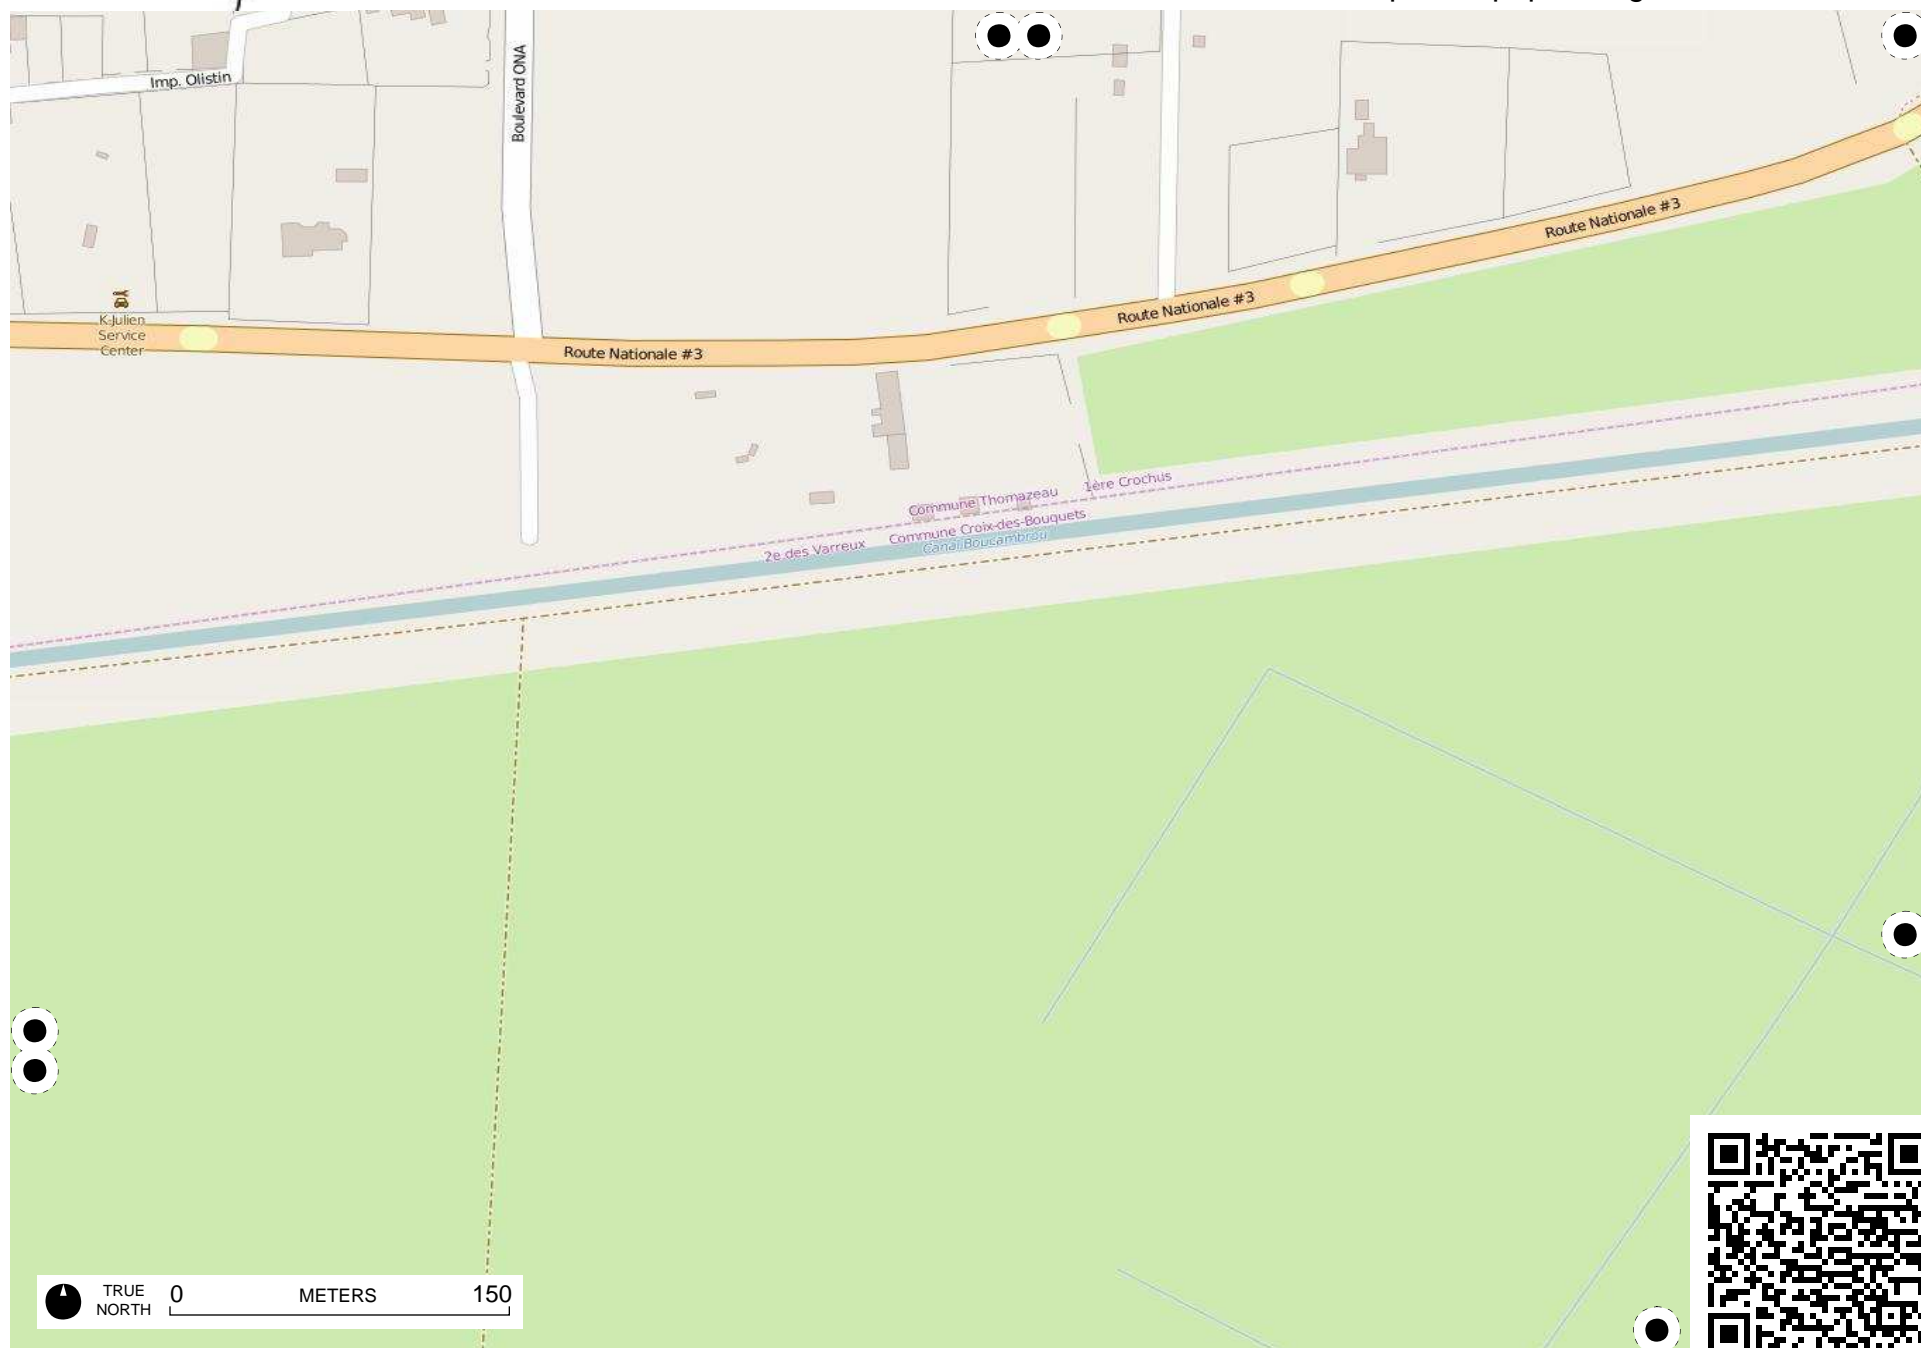 Imp. Olistin
Boulevard ONA
Route Nationale #3
Route Nationale #3
K-Julien
Service
Center
Route Nationale #3
Commune Thomazeau
1ère Crochus
2e des Varreux
Commune Croix-des-Bouquets
Canal Boucambrou
TRUE
NORTH
0 METERS 150